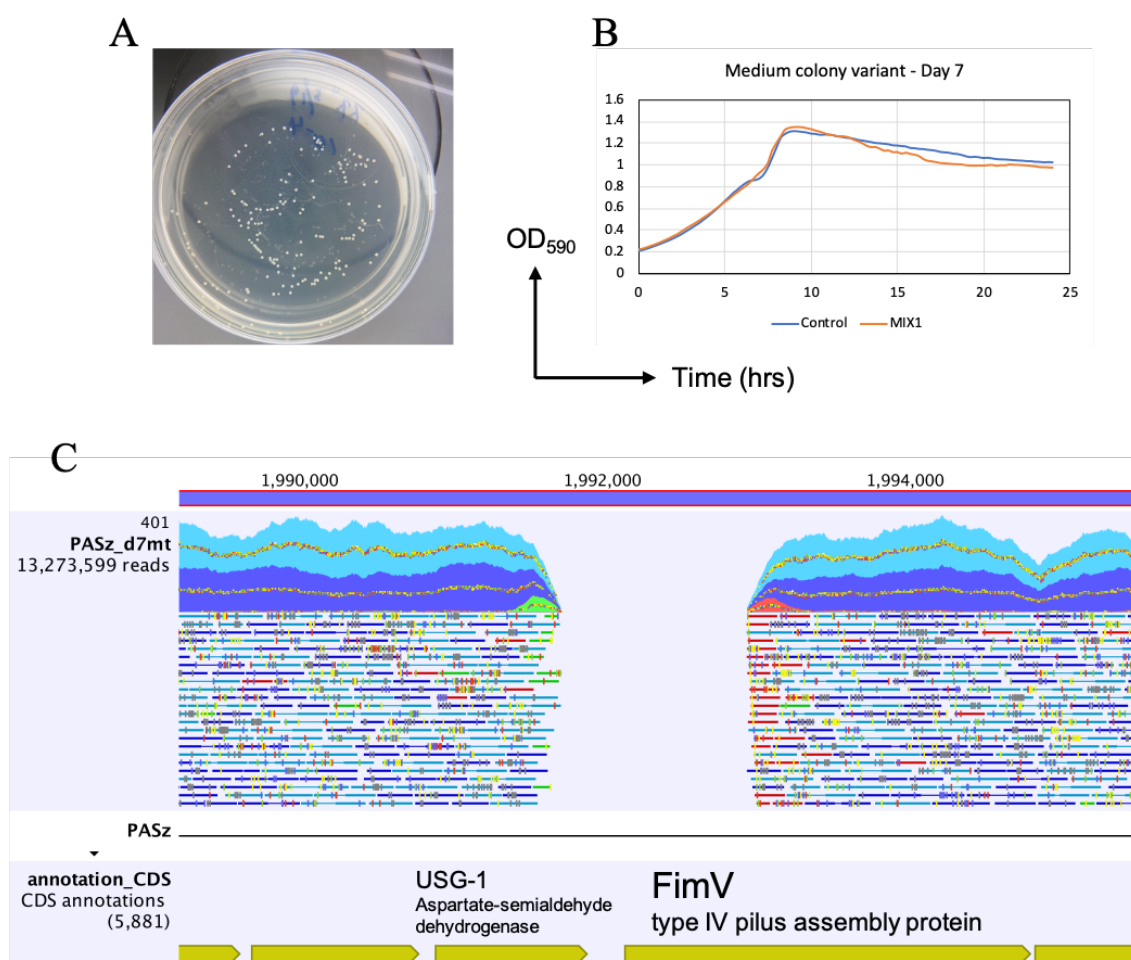 A
B
Medium colony variant - Day 7
1.6
1.4
1.2
1
0.8
0.6
0.4
0.2
0
0 5 10 15 20 25
Control MIX1
OD590
Time (hrs)
C
1,990,000 1,992,000 1,994,000
401
PASz_d7mt
13,273,599 reads
PASz
annotation_CDS
CDS annotations
(5,881)
USG-1
Aspartate-semialdehyde
dehydrogenase
FimV
type IV pilus assembly protein